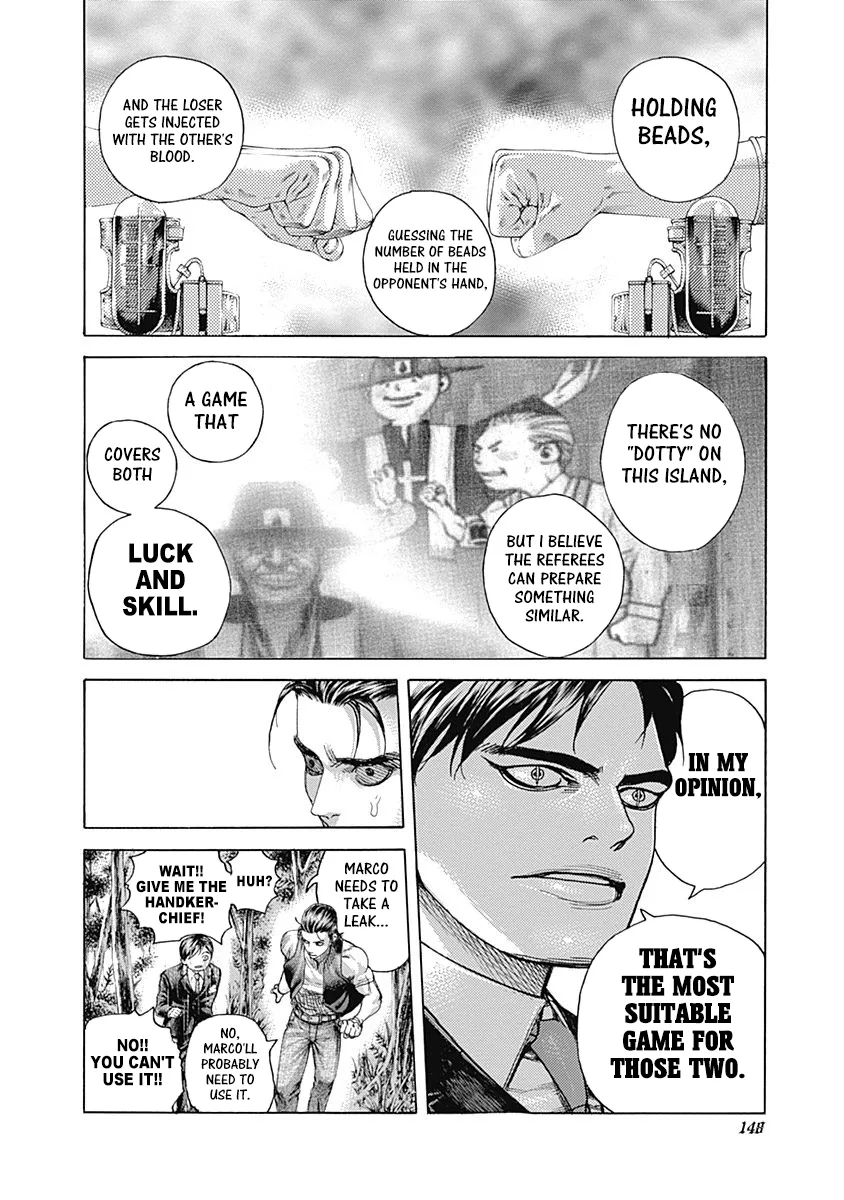 HOLDING
BEADS,
GUESSING THE
NUMBER OF BEADS
HELD IN THE
OPPONENT'S HAND,
AND THE LOSER
GETS INJECTED
WITH THE OTHER'S
BLOOD.
THERE'S NO
"DOTTY" ON
THIS ISLAND,
BUT I BELIEVE
THE REFEREES
CAN PREPARE
SOMETHING
SIMILAR.
A GAME
THAT
COVERS
BOTH
LUCK
AND
SKILL.
IN MY
OPINION,
THAT'S
THE MOST
SUITABLE
GAME FOR
THOSE TWO.
MARCO
NEEDS TO
TAKE A
LEAK...
HUH?
WAIT!!
GIVE ME THE
HANDKER-
CHIEF!
NO,
MARCO'LL
PROBABLY
NEED TO
USE IT.
NO!!
YOU CAN'T
USE IT!!